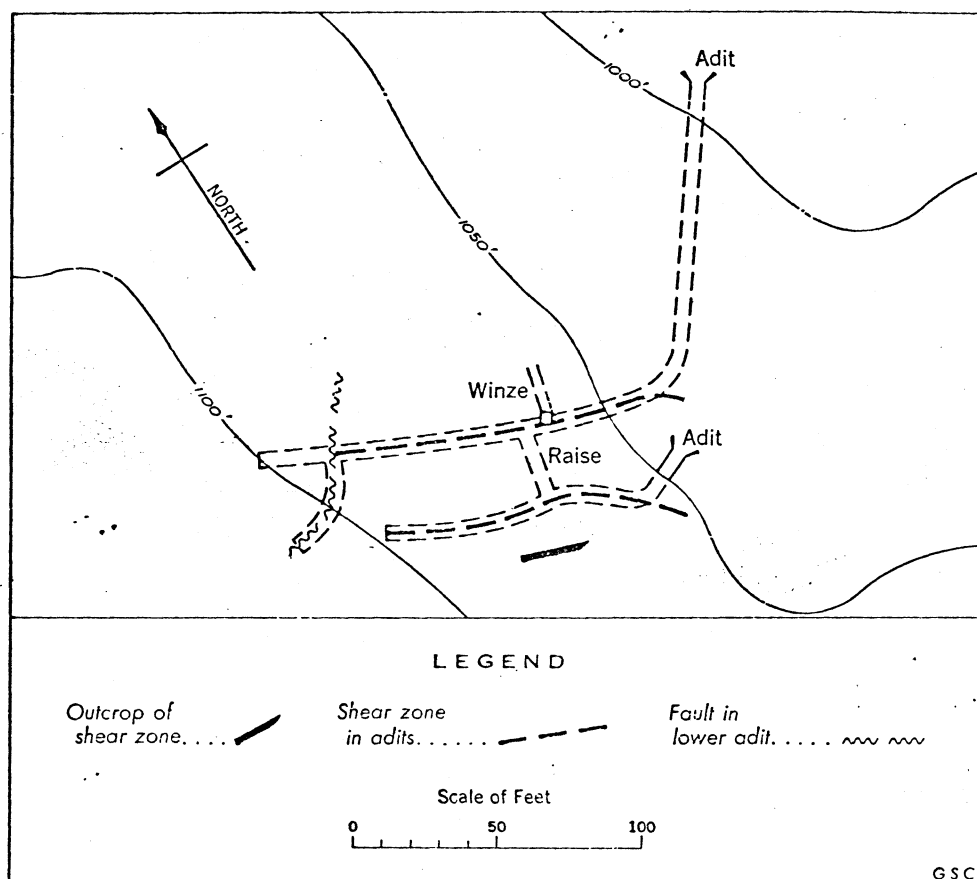 Adit
1000'
NORTH
1050'
1100'
Winze
Adit
Raise
LEGEND
Outcrop of
shear zone.....
Shear zone
in adits......
Fault in
lower adit.....
Scale of Feet
0 50 100
GSC